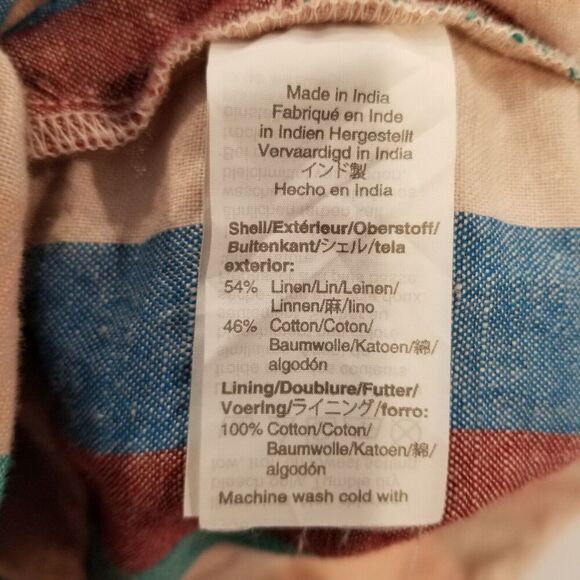 Made in India
Fabriqué en Inde
in Indien Hergestellt
Vervaardigd in India
インド製
Hecho en India
Shell/Extérieur/Oberstoff/
Buitenkant/シェル/tela
exterior:
54% Linen/Lin/Leinen/
Linnen/麻/lino
46% Cotton/Coton/
Baumwolle/Katoen/綿/
algodón
Lining/Doublure/Futter/
Voering/ライニング/forro:
100% Cotton/Coton/
Baumwolle/Katoen/綿/
algodón
Machine wash cold with